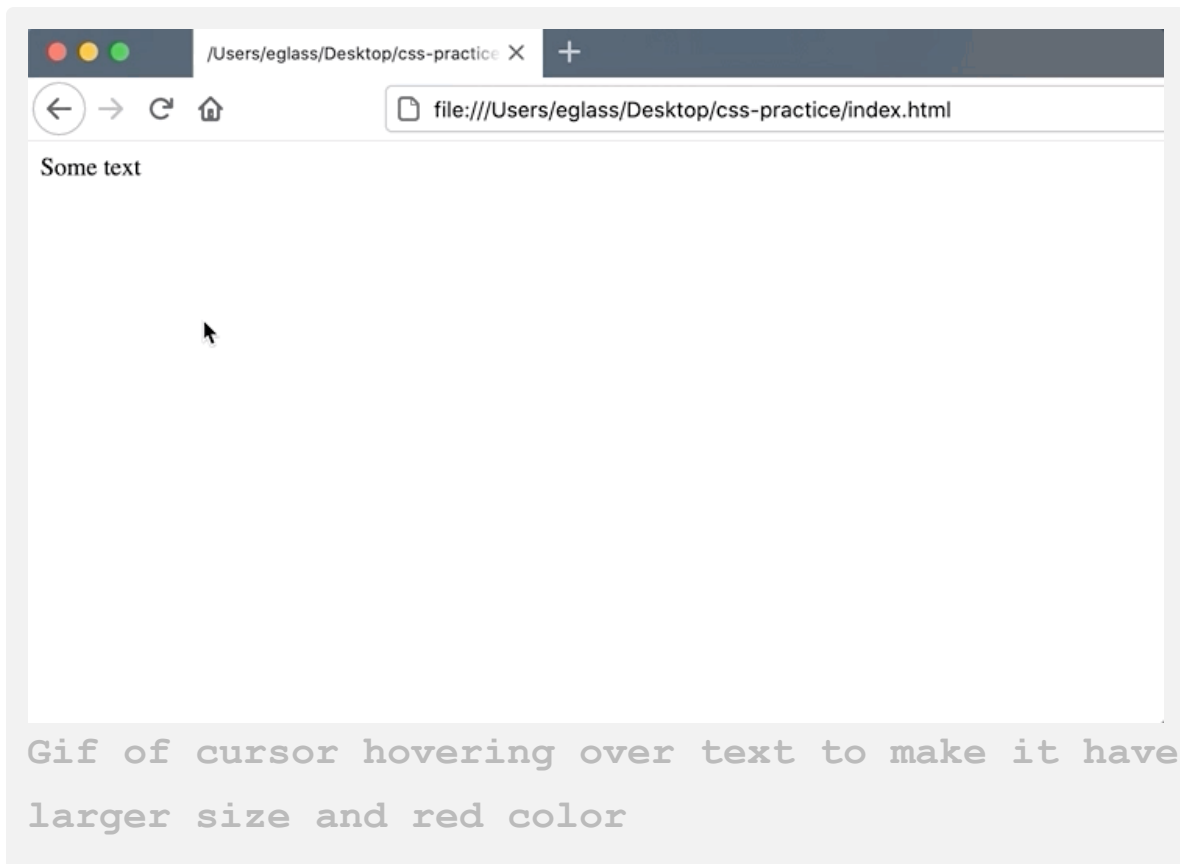 /Users/eglass/Desktop/css-practice
file:///Users/eglass/Desktop/css-practice/index.html
Some text
Gif of cursor hovering over text to make it have
larger size and red color